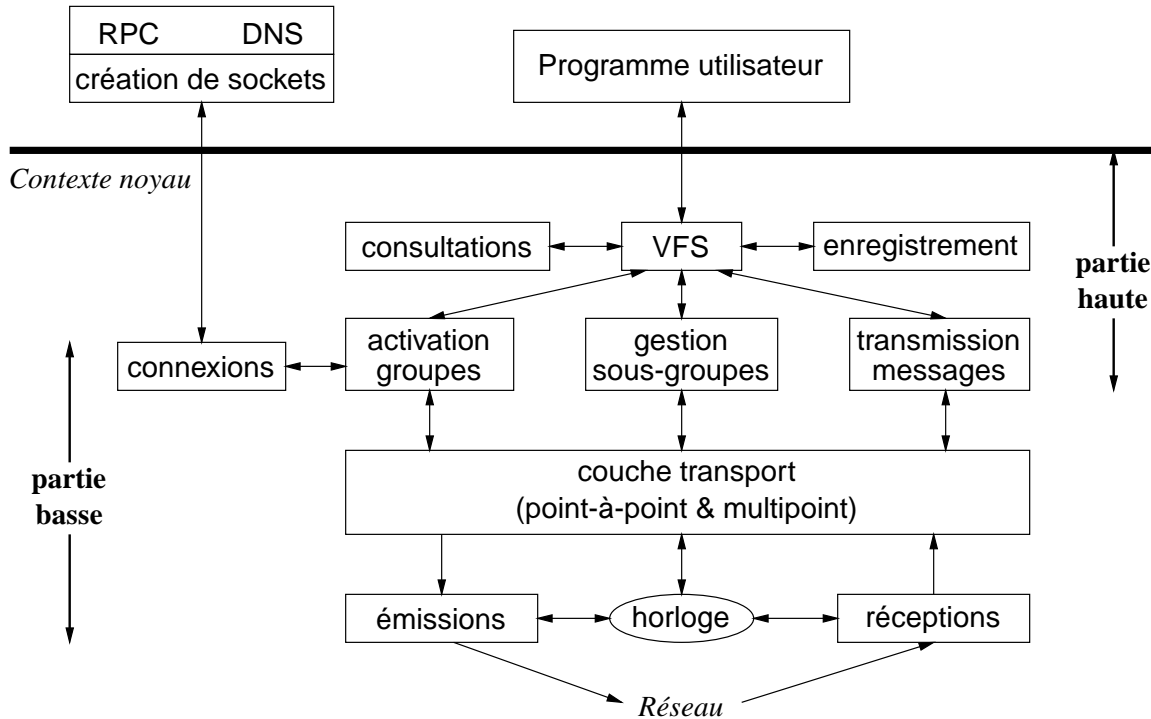 RPC DNS
création de sockets
Programme utilisateur
Contexte noyau
consultations
VFS
enregistrement
partie
haute
connexions
activation
groupes
gestion
sous-groupes
transmission
messages
partie
basse
couche transport
(point-à-point & multipoint)
émissions
horloge
réceptions
Réseau